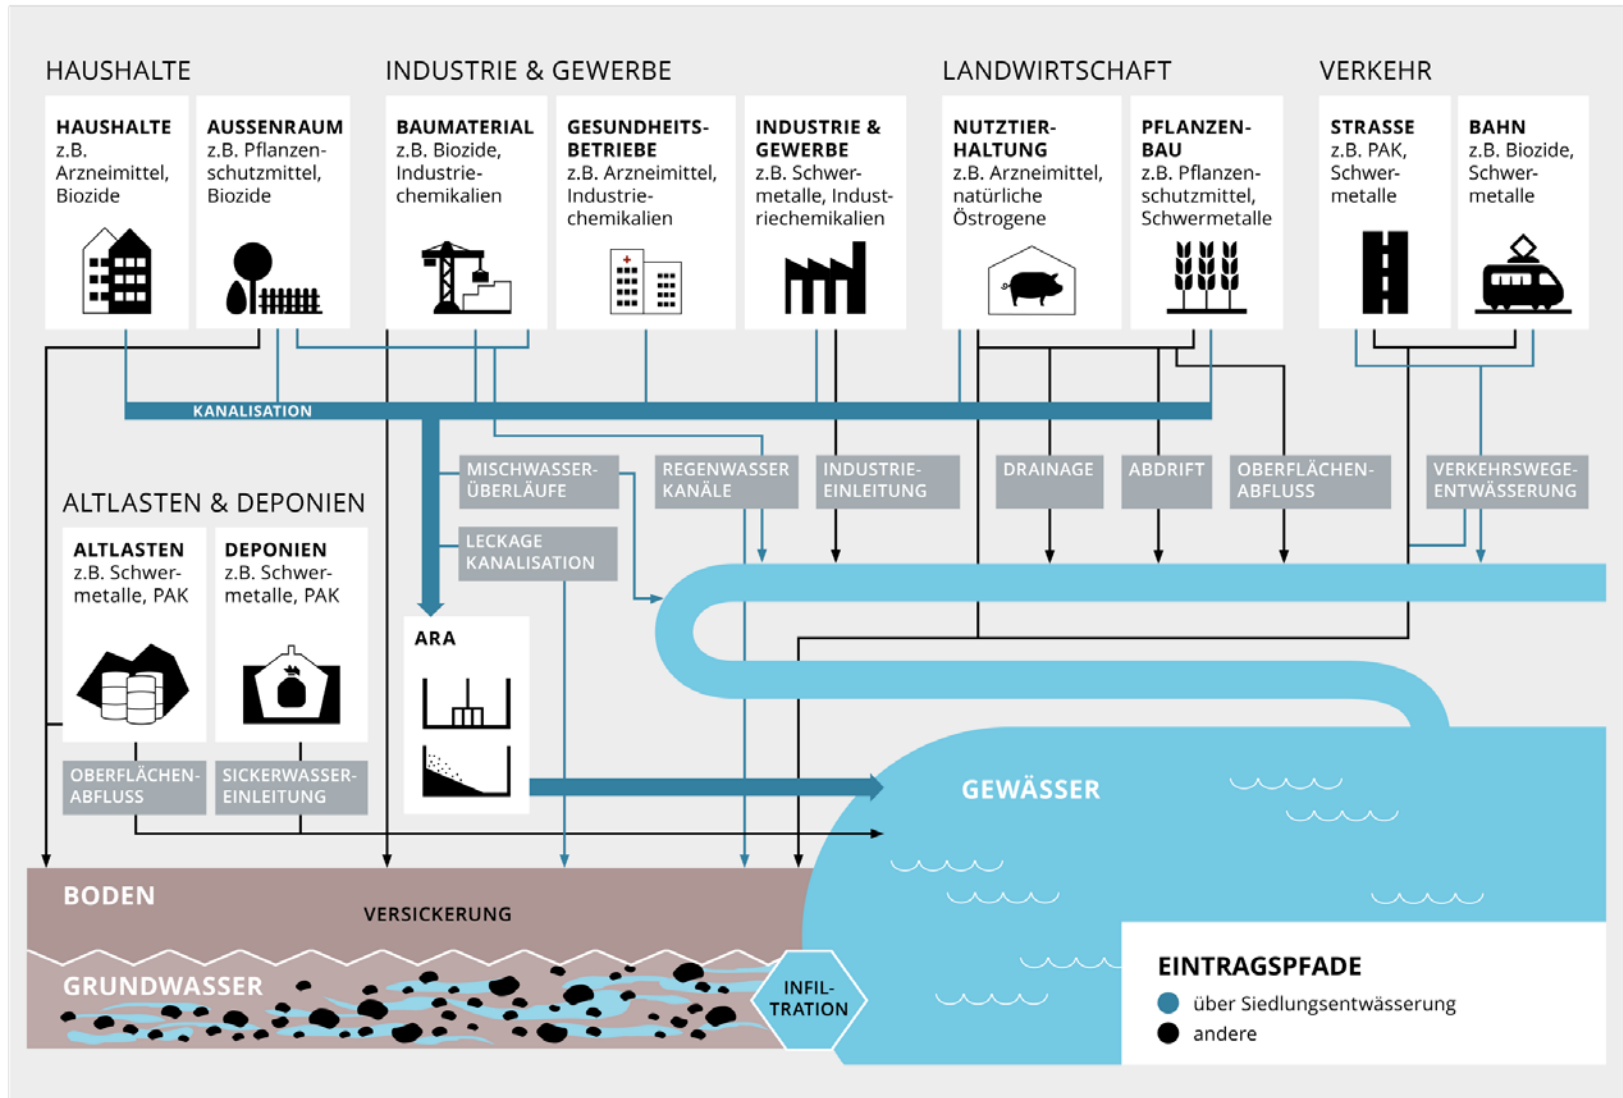 HAUSHALTE
HAUSHALTE
z.B.
Arzneimittel,
Biozide
AUSSENRAUM
z.B. Pflanzen-
schutzmittel,
Biozide
INDUSTRIE & GEWERBE
BAUMATERIAL
z.B. Biozide,
Industrie-
chemikalien
GESUNDHEITS-
BETRIEBE
z.B. Arzneimittel,
Industrie-
chemikalien
INDUSTRIE &
GEWERBE
z.B. Schwer-
metalle, Indust-
riechemikalien
LANDWIRTSCHAFT
NUTZTIER-
HALTUNG
z.B. Arzneimittel,
natürliche
Östrogene
PFLANZEN-
BAU
z.B. Pflanzen-
schutzmittel,
Schwermetalle
VERKEHR
STRASSE
z.B. PAK,
Schwer-
metalle
BAHN
z.B. Biozide,
Schwer-
metalle
KANALISATION
MISCHWASSER-
ÜBERLÄUFE
REGENWASSER
KANÄLE
INDUSTRIE-
EINLEITUNG
DRAINAGE
ABDRIFT
OBERFLÄCHEN-
ABFLUSS
VERKEHRSWEGE-
ENTWÄSSERUNG
LECKAGE
KANALISATION
ALTLASTEN & DEPONIEN
ALTLASTEN
z.B. Schwer-
metalle, PAK
DEPONIEN
z.B. Schwer-
metalle, PAK
OBERFLÄCHEN-
ABFLUSS
SICKERWASSER-
EINLEITUNG
ARA
GEWÄSSER
BODEN
VERSICKERUNG
GRUNDWASSER
INFIL-
TRATION
EINTRAGSPFADE
über Siedlungsentwässerung
andere